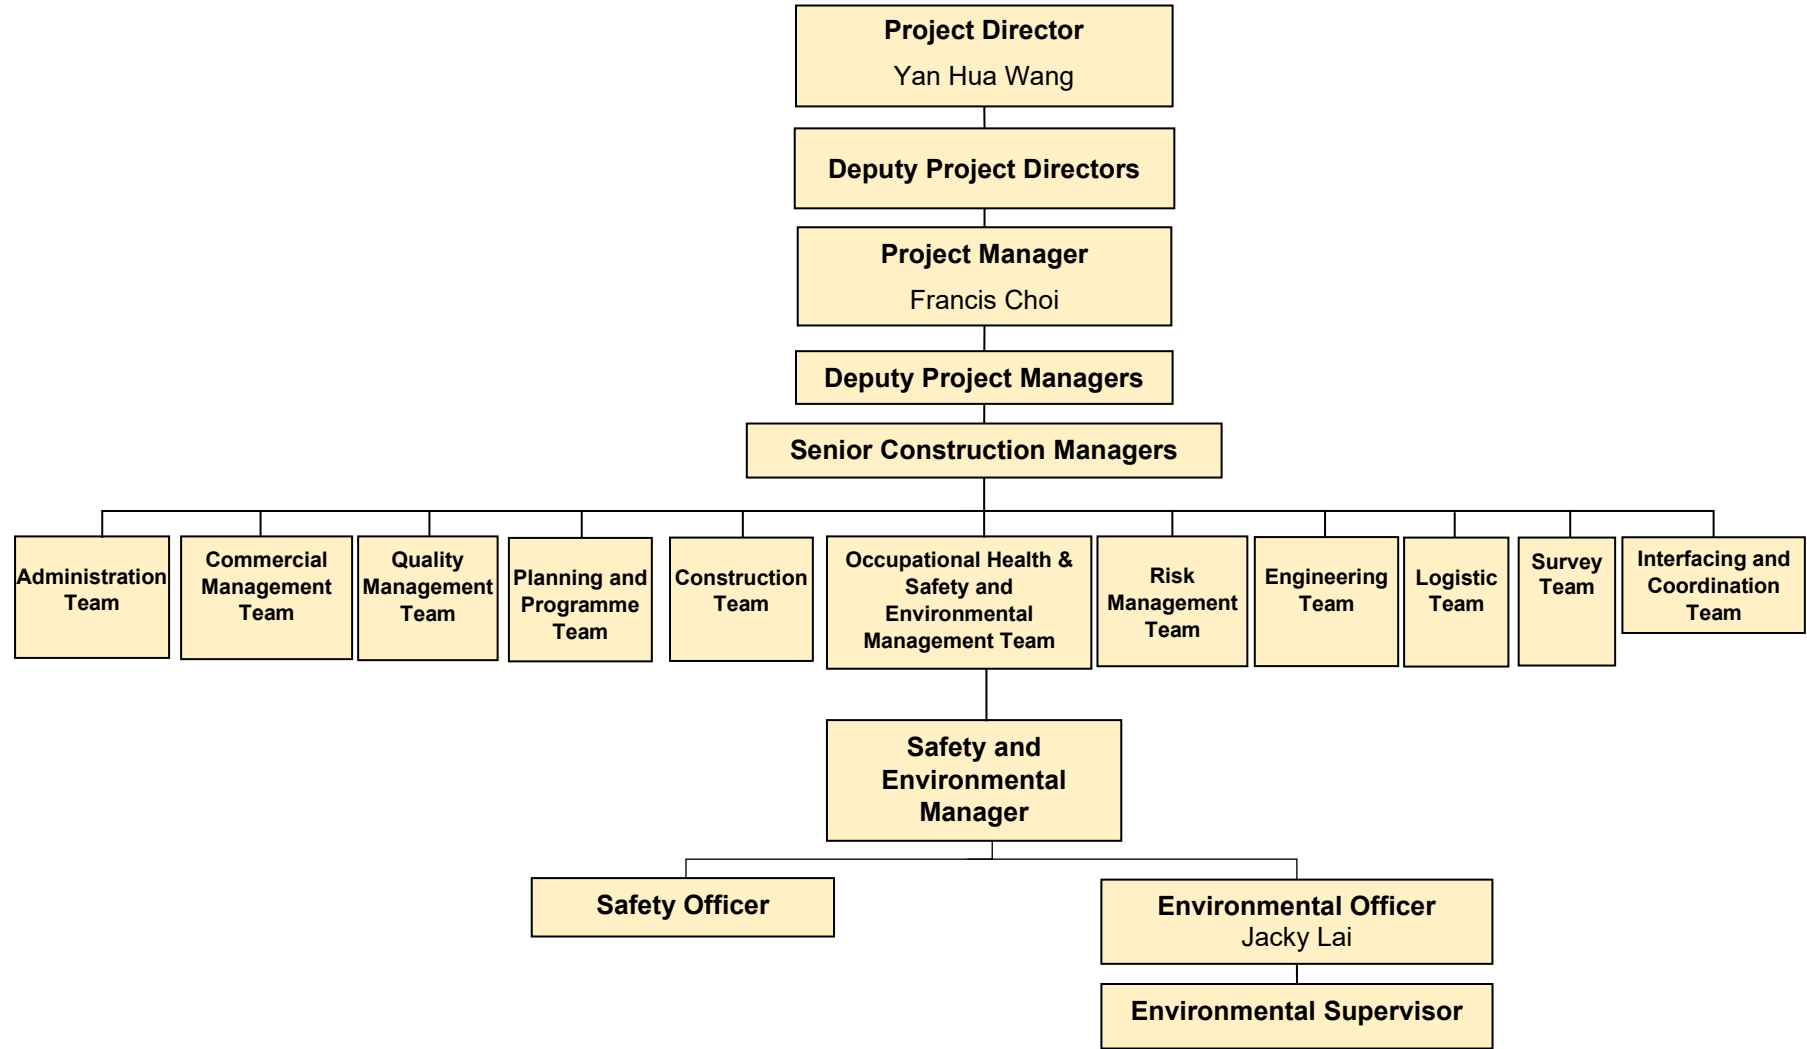 Project Director
Yan Hua Wang
Deputy Project Directors
Project Manager
Francis Choi
Deputy Project Managers
Senior Construction Managers
Administration
Team
Commercial
Management
Team
Quality
Management
Team
Planning and
Programme
Team
Construction
Team
Occupational Health &
Safety and
Environmental
Management Team
Risk
Management
Team
Engineering
Team
Logistic
Team
Survey
Team
Interfacing and
Coordination
Team
Safety and
Environmental
Manager
Safety Officer
Environmental Officer
Jacky Lai
Environmental Supervisor